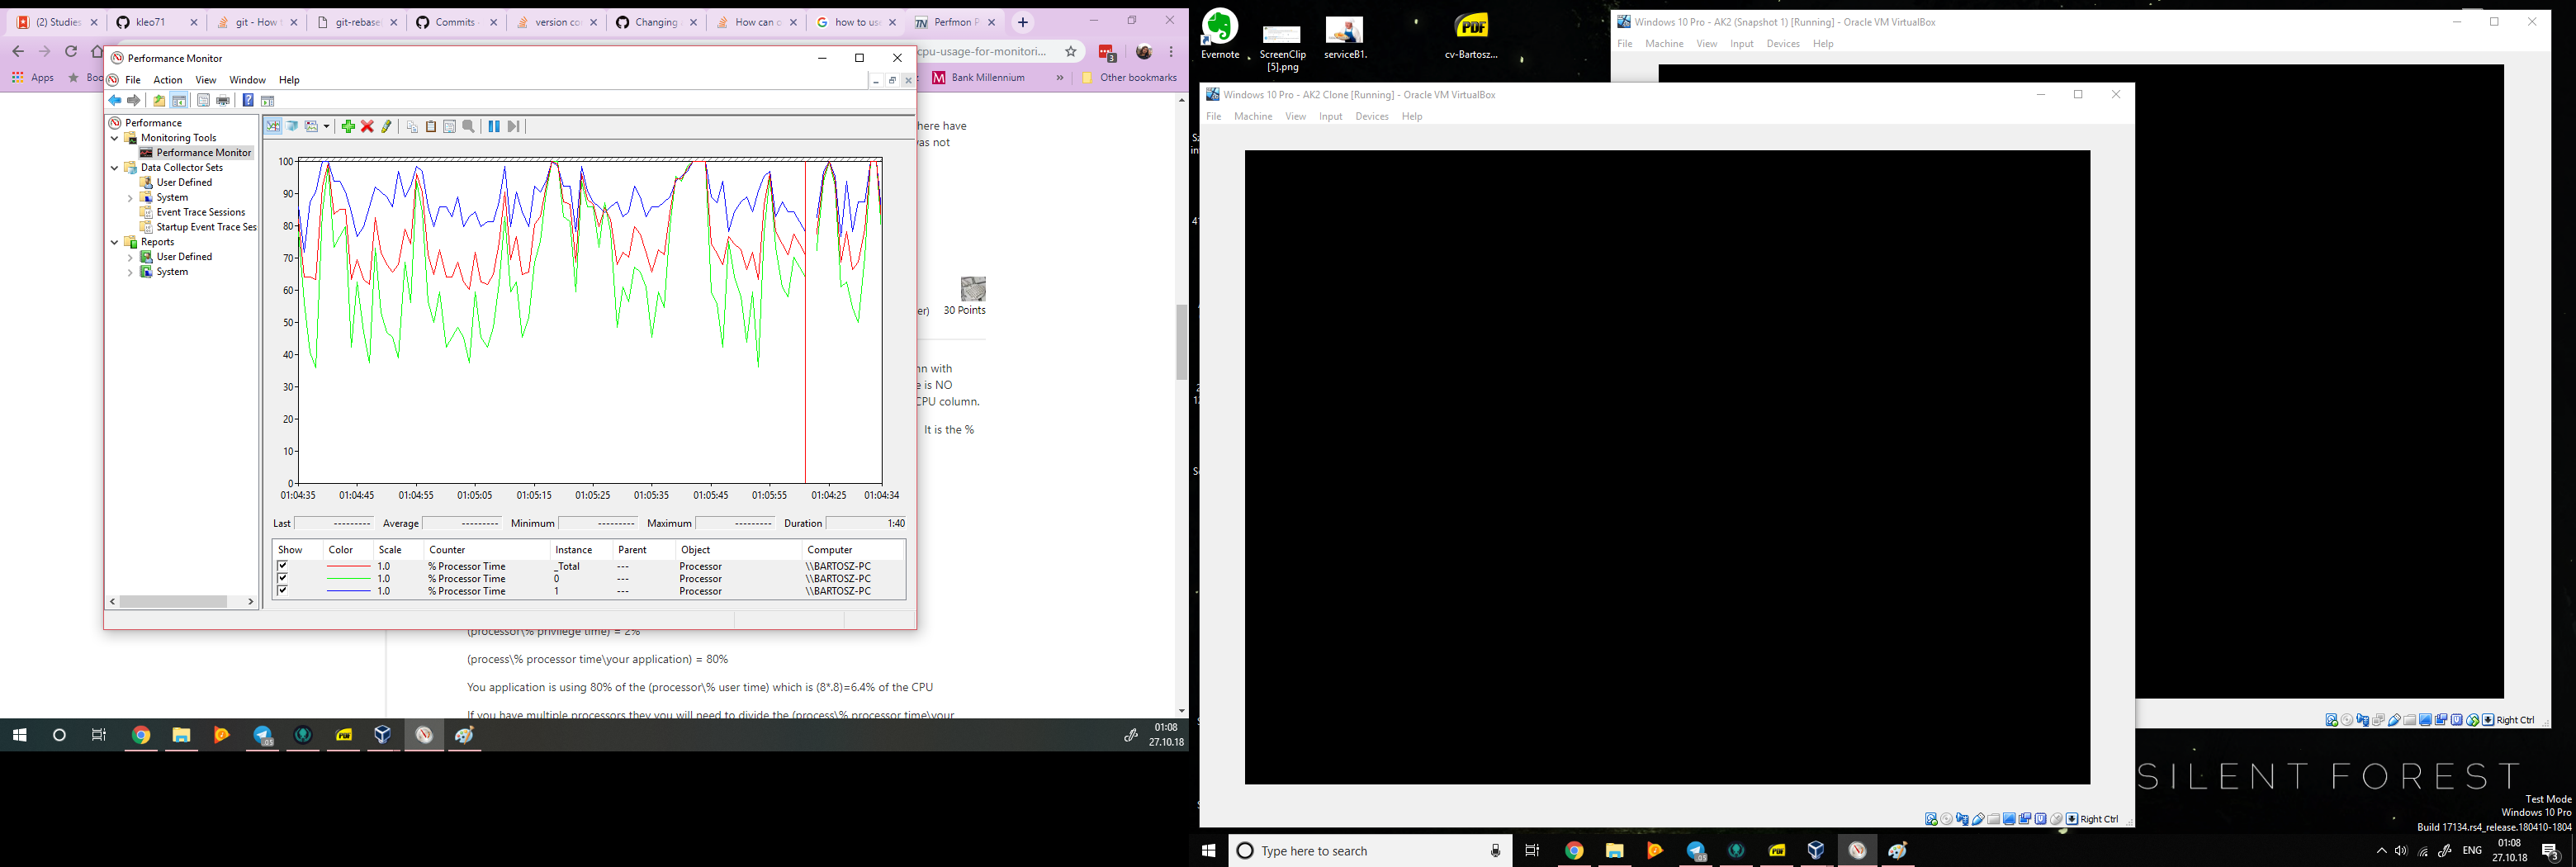 (2) Studies
kleo71
git - How
git-rebase
Commits
version co
Changing
How can o
how to use
Perfmon P
cpu-usage-for-monitori...
Apps
Boo
Bank Millennium
»
Other bookmarks
Performance Monitor
File Action View Window Help
Performance
Monitoring Tools
Performance Monitor
Data Collector Sets
User Defined
System
Event Trace Sessions
Startup Event Trace Ses
Reports
User Defined
System
100
90
80
70
60
50
40
30
20
10
0
01:04:35 01:04:45 01:04:55 01:05:05 01:05:15 01:05:25 01:05:35 01:05:45 01:05:55 01:04:25 01:04:34
Last --------- Average --------- Minimum --------- Maximum --------- Duration 1:40
Show Color Scale Counter Instance Parent Object Computer
1.0 % Processor Time _Total --- Processor \\BARTOSZ-PC
1.0 % Processor Time 0 --- Processor \\BARTOSZ-PC
1.0 % Processor Time 1 --- Processor \\BARTOSZ-PC
here have
as not
er) 30 Points
n with
e is NO
CPU column.
It is the %
(processor\% privilege time) = 2%
(process\% processor time\your application) = 80%
You application is using 80% of the (processor\% user time) which is (8*.8)=6.4% of the CPU
If you have multiple processors they you will need to divide the (process\% processor time\your
01:08
27.10.18
Evernote
ScreenClip [5].png
serviceB1.
cv-Bartosz...
Windows 10 Pro - AK2 (Snapshot 1) [Running] - Oracle VM VirtualBox
File Machine View Input Devices Help
Right Ctrl
Windows 10 Pro - AK2 Clone [Running] - Oracle VM VirtualBox
File Machine View Input Devices Help
Right Ctrl
SILENT FOREST
Test Mode
Windows 10 Pro
Build 17134.rs4_release.180410-1804
Type here to search
ENG
01:08
27.10.18